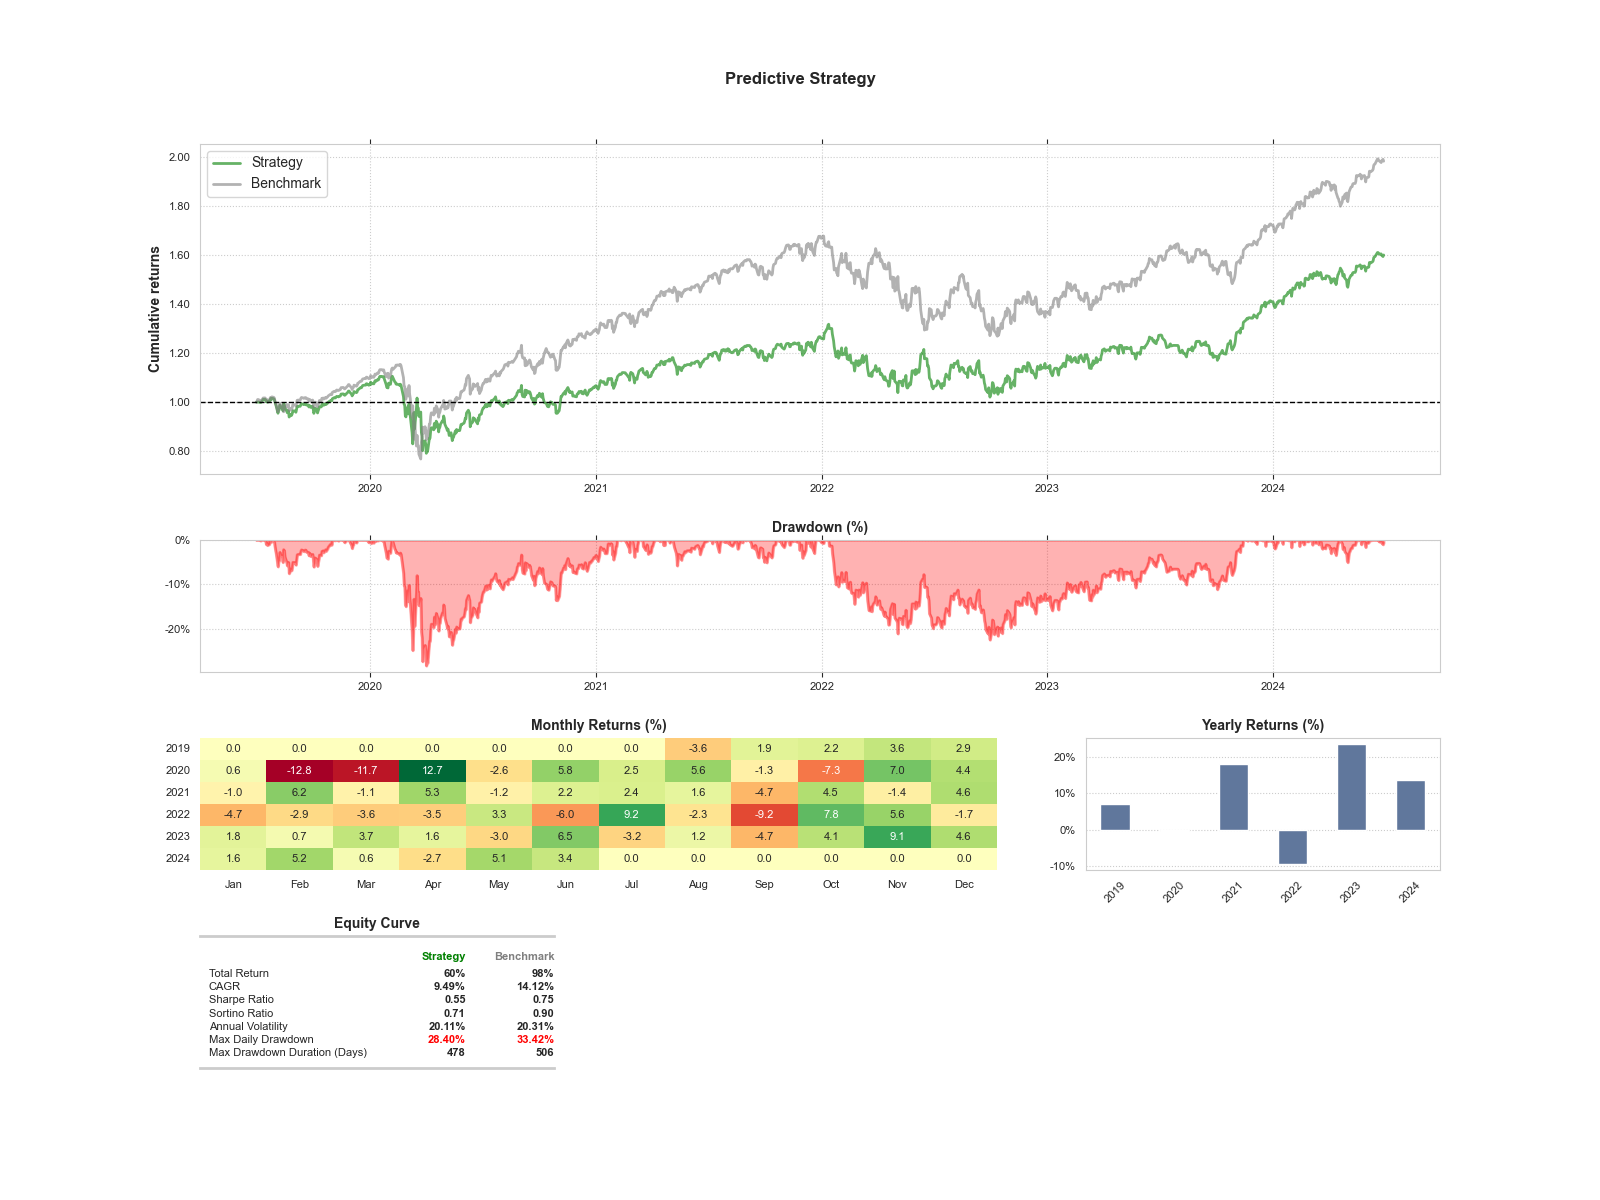 Predictive Strategy
Strategy
Benchmark
Cumulative returns
2.00
1.80
1.60
1.40
1.20
1.00
0.80
2020 2021 2022 2023 2024
Drawdown (%)
0%
-10%
-20%
2020 2021 2022 2023 2024
Monthly Returns (%)
2019 0.0 0.0 0.0 0.0 0.0 0.0 0.0 -3.6 1.9 2.2 3.6 2.9
2020 0.6 -12.8 -11.7 12.7 -2.6 5.8 2.5 5.6 -1.3 -7.3 7.0 4.4
2021 -1.0 6.2 -1.1 5.3 -1.2 2.2 2.4 1.6 -4.7 4.5 -1.4 4.6
2022 -4.7 -2.9 -3.6 -3.5 3.3 -6.0 9.2 -2.3 -9.2 7.8 5.6 -1.7
2023 1.8 0.7 3.7 1.6 -3.0 6.5 -3.2 1.2 -4.7 4.1 9.1 4.6
2024 1.6 5.2 0.6 -2.7 5.1 3.4 0.0 0.0 0.0 0.0 0.0 0.0
Jan Feb Mar Apr May Jun Jul Aug Sep Oct Nov Dec
Yearly Returns (%)
20%
10%
0%
-10%
2019 2020 2021 2022 2023 2024
Equity Curve
Strategy Benchmark
Total Return 60% 98%
CAGR 9.49% 14.12%
Sharpe Ratio 0.55 0.75
Sortino Ratio 0.71 0.90
Annual Volatility 20.11% 20.31%
Max Daily Drawdown 28.40% 33.42%
Max Drawdown Duration (Days) 478 506